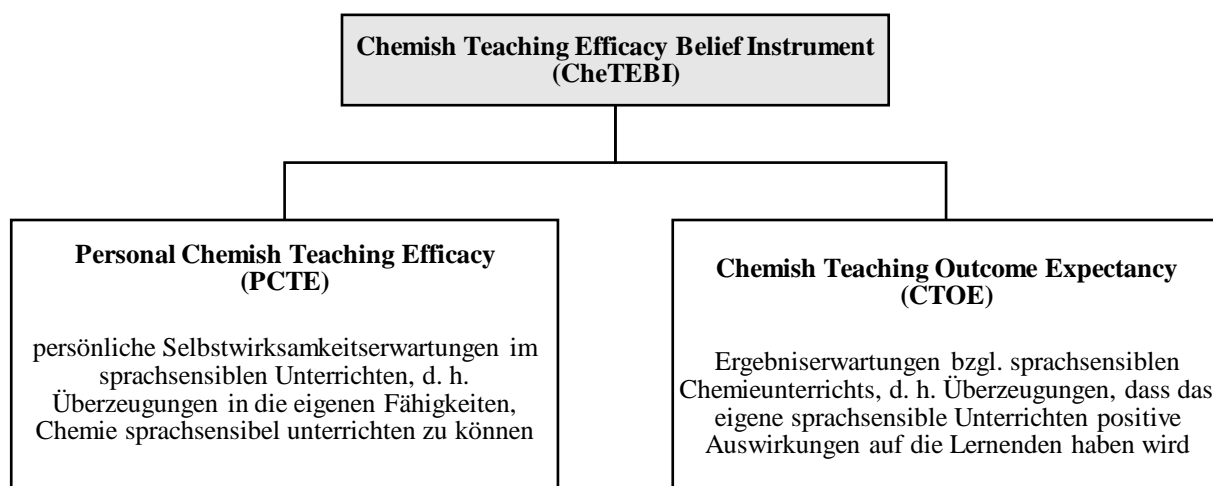 Chemish Teaching Efficacy Belief Instrument
(CheTEBI)
Personal Chemish Teaching Efficacy
(PCTE)
persönliche Selbstwirksamkeitserwartungen im
sprachsensiblen Unterrichten, d. h.
Überzeugungen in die eigenen Fähigkeiten,
Chemie sprachsensibel unterrichten zu können
Chemish Teaching Outcome Expectancy
(CTOE)
Ergebniserwartungen bzgl. sprachsensiblen
Chemieunterrichts, d. h. Überzeugungen, dass das
eigene sprachsensible Unterrichten positive
Auswirkungen auf die Lernenden haben wird